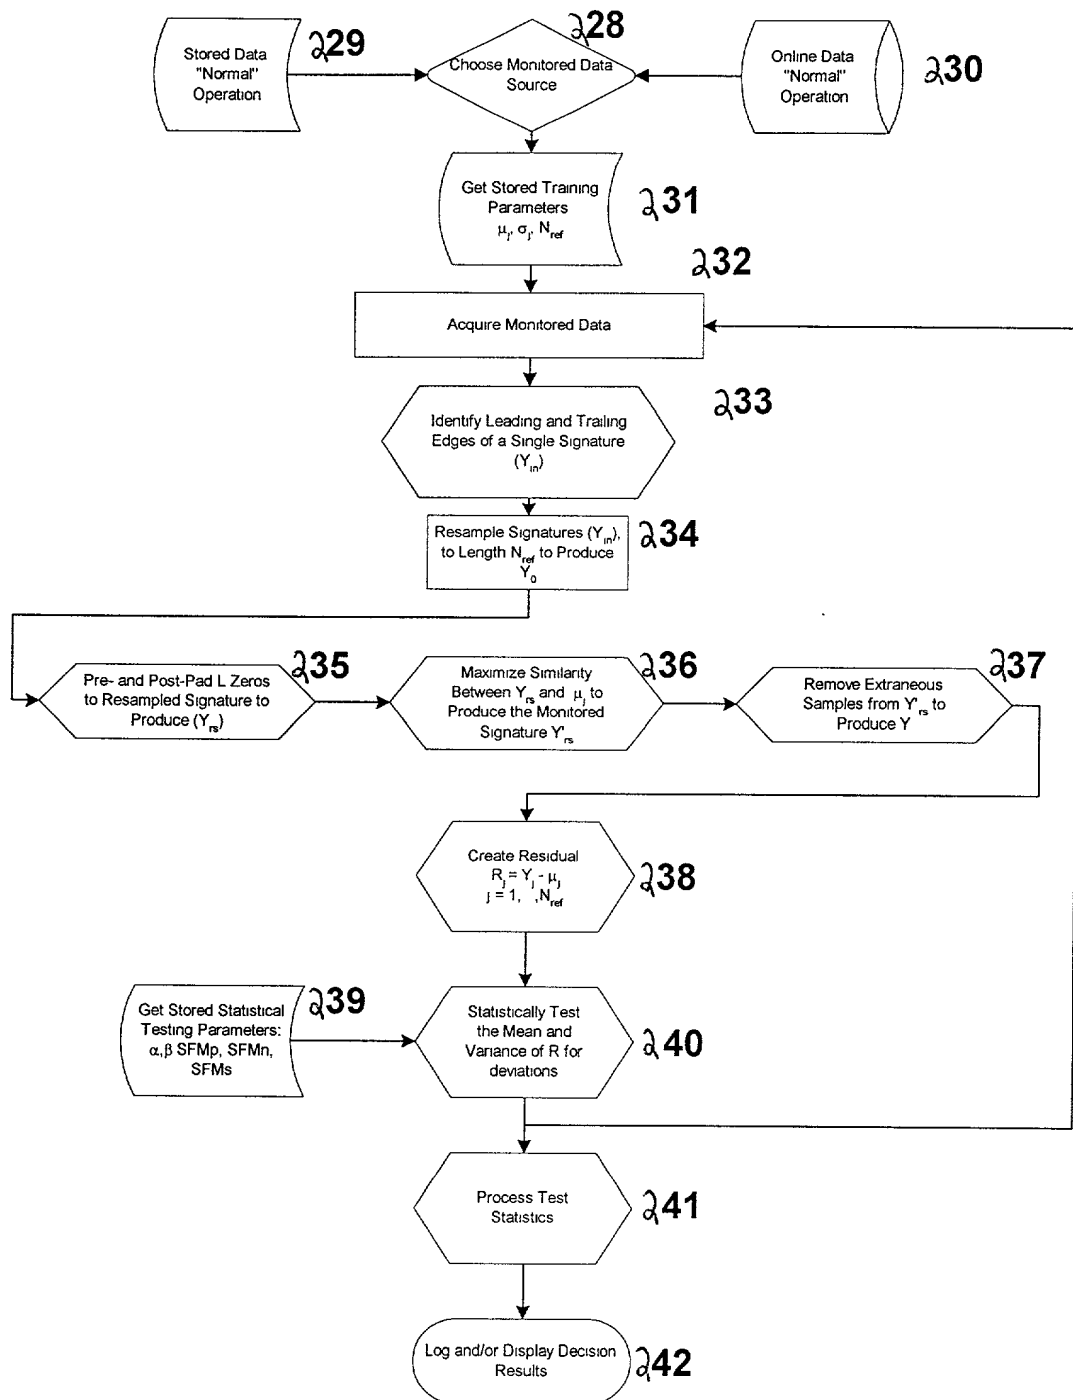 Stored Data
"Normal"
Operation
229
Choose Monitored Data
Source
228
Online Data
"Normal"
Operation
230
Get Stored Training
Parameters
μj, σj, Nref
231
232
Acquire Monitored Data
233
Identify Leading and Trailing
Edges of a Single Signature
(Yin)
Resample Signatures (Yin),
to Length Nref to Produce
Y0
234
Pre- and Post-Pad L Zeros
to Resampled Signature to
Produce (Yrs)
235
Maximize Similarity
Between Yrs and μj to
Produce the Monitored
Signature Y'rs
236
Remove Extraneous
Samples from Y'rs to
Produce Y
237
Create Residual
Rj = Yj - μj
j = 1, ,Nref
238
Get Stored Statistical
Testing Parameters:
α,β SFMp, SFMn,
SFMs
239
Statistically Test
the Mean and
Variance of R for
deviations
240
Process Test
Statistics
241
Log and/or Display Decision
Results
242